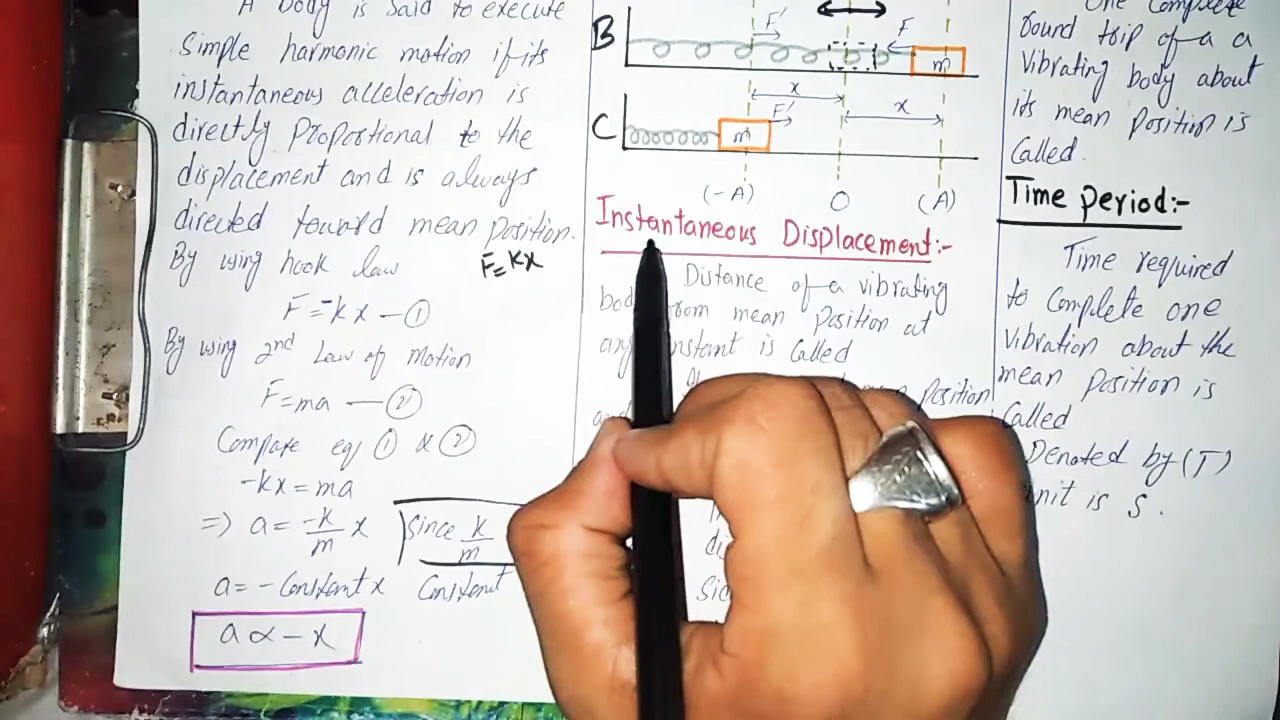 A body is said to execute
Simple harmonic motion if its
instantaneous acceleration is
directly proportional to the
displacement and is always
directed toward mean position.
By using hook law F=kx
F=-kx-①
By using 2nd Law of motion
F=ma-②
Compare eq ① & ②
-kx=ma
=> a=-k/m x
since k/m
a=-Constant x
Constant
a ∝ - x
B
F'
F
m
x
x
C
m
F'
(-A) O (A)
Instantaneous Displacement:-
Distance of a vibrating
from mean position at
instant is Called
position
One Complete
round trip of a a
Vibrating body about
its mean position is
Called.
Time period:-
Time required
to Complete one
Vibration about the
mean position is
Called
Denoted by (T)
unit is S.